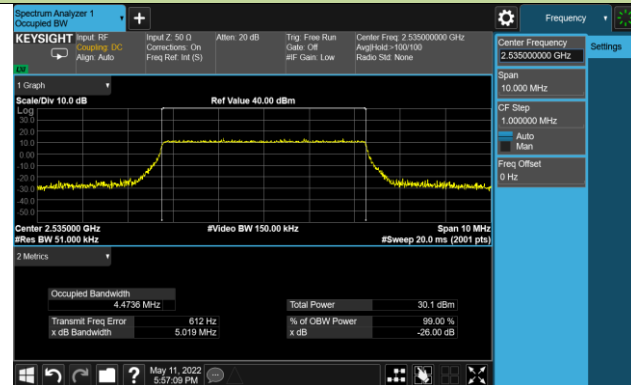 Spectrum Analyzer 1
Occupied BW
Frequency
KEYSIGHT
Input: RF
Coupling: DC
Align: Auto
Input Z: 50 Ω
Corrections: On
Freq Ref: Int (S)
Atten: 20 dB
Trig: Free Run
Gate: Off
#IF Gain: Low
Center Freq: 2.535000000 GHz
Avg|Hold:>100/100
Radio Std: None
LXI
Center Frequency
2.535000000 GHz
Settings
Span
10.000 MHz
CF Step
1.000000 MHz
Auto
Man
Freq Offset
0 Hz
1 Graph
Scale/Div 10.0 dB
Ref Value 40.00 dBm
Log
30.0
20.0
10.0
0.00
-10.0
-20.0
-30.0
-40.0
-50.0
Center 2.535000 GHz
#Video BW 150.00 kHz
Span 10 MHz
#Res BW 51.000 kHz
#Sweep 20.0 ms (2001 pts)
2 Metrics
Occupied Bandwidth
4.4736 MHz
Total Power 30.1 dBm
Transmit Freq Error 612 Hz
% of OBW Power 99.00 %
x dB Bandwidth 5.019 MHz
x dB -26.00 dB
May 11, 2022
5:57:09 PM